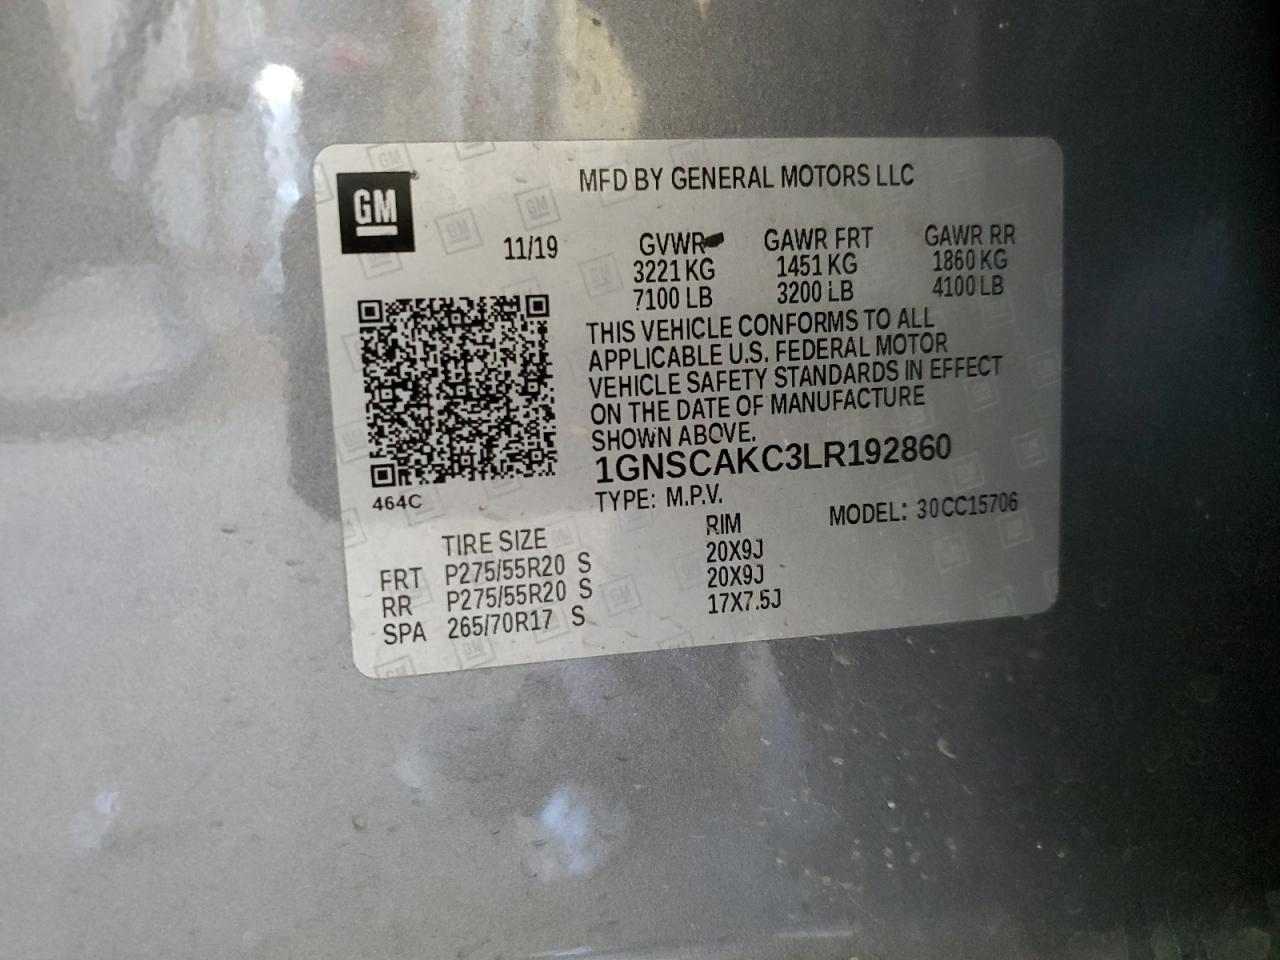 MFD BY GENERAL MOTORS LLC
GM
11/19
GVWR GAWR FRT GAWR RR
3221 KG 1451 KG 1860 KG
7100 LB 3200 LB 4100 LB
THIS VEHICLE CONFORMS TO ALL
APPLICABLE U.S. FEDERAL MOTOR
VEHICLE SAFETY STANDARDS IN EFFECT
ON THE DATE OF MANUFACTURE
SHOWN ABOVE.
1GNSCAKC3LR192860
464C
TYPE: M.P.V. MODEL: 30CC15706
TIRE SIZE RIM
FRT P275/55R20 S 20X9J
RR P275/55R20 S 20X9J
SPA 265/70R17 S 17X7.5J